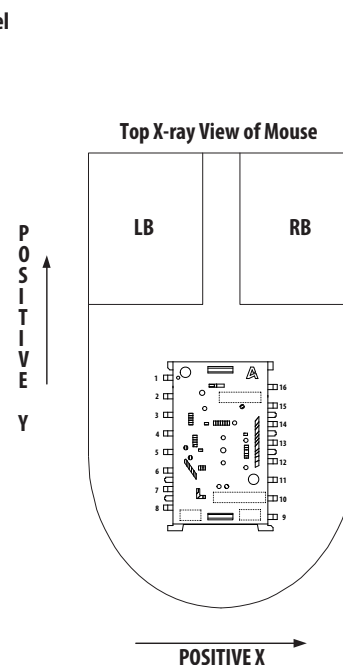 el
Top X-ray View of Mouse
LB RB
P
O
S
I
T
I
V
E
Y
A
1 16
2 15
3 14
4 13
5 12
6 11
7 10
8 9
POSITIVE X